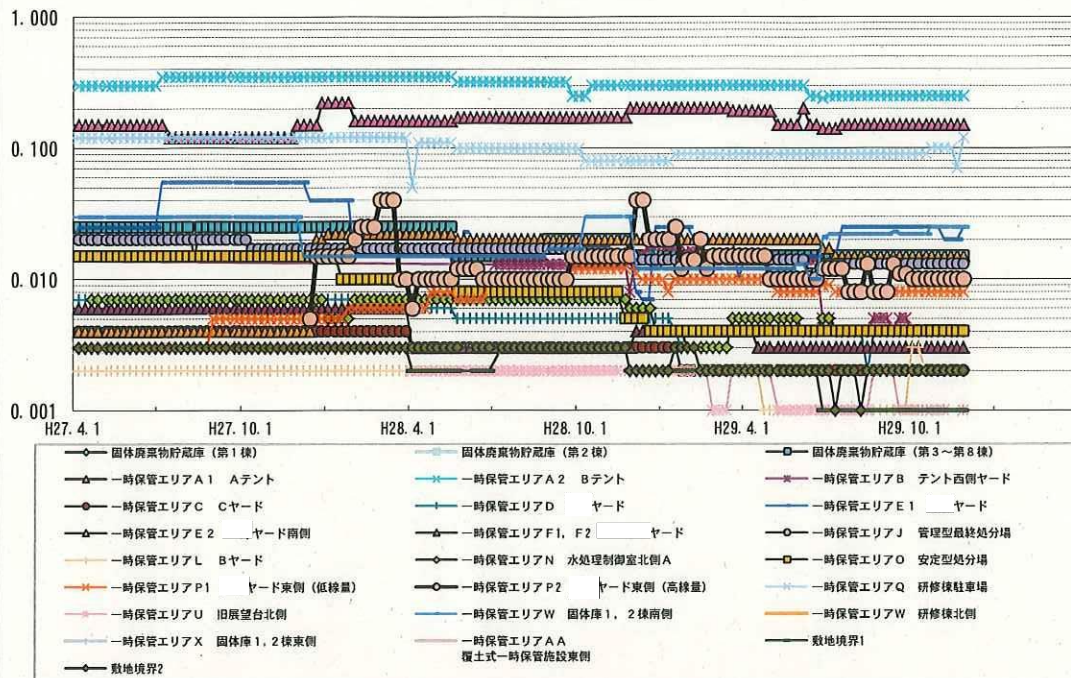 1.000
0.100
0.010
0.001
H27.4.1 H27.10.1 H28.4.1 H28.10.1 H29.4.1 H29.10.1
固体廃棄物貯蔵庫(第1棟) 固体廃棄物貯蔵庫(第2棟) 固体廃棄物貯蔵庫(第3~第8棟)
一時保管エリアA1 Aテント 一時保管エリアA2 Bテント 一時保管エリアB テント西側ヤード
一時保管エリアC Cヤード 一時保管エリアD ヤード 一時保管エリアE1 ヤード
一時保管エリアE2 ヤード南側 一時保管エリアF1, F2 ヤード 一時保管エリアJ 管理型最終処分場
一時保管エリアL Bヤード 一時保管エリアN 水処理制御室北側A 一時保管エリアO 安定型処分場
一時保管エリアP1 ヤード東側(低線量) 一時保管エリアP2 ヤード東側(高線量) 一時保管エリアQ 研修棟駐車場
一時保管エリアU 旧展望台北側 一時保管エリアW 固体庫1,2棟南側 一時保管エリアW 研修棟北側
一時保管エリアX 固体庫1,2棟東側 一時保管エリアAA 敷地境界1
覆土式一時保管施設東側
敷地境界2